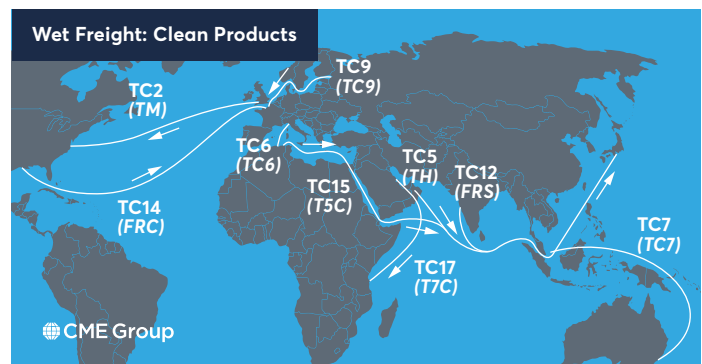 Wet Freight: Clean Products
TC9
(TC9)
TC2
(TM)
TC6
(TC6)
TC5
(TH)
TC12
(FRS)
TC15
(T5C)
TC14
(FRC)
TC7
(TC7)
TC17
(T7C)
CME Group